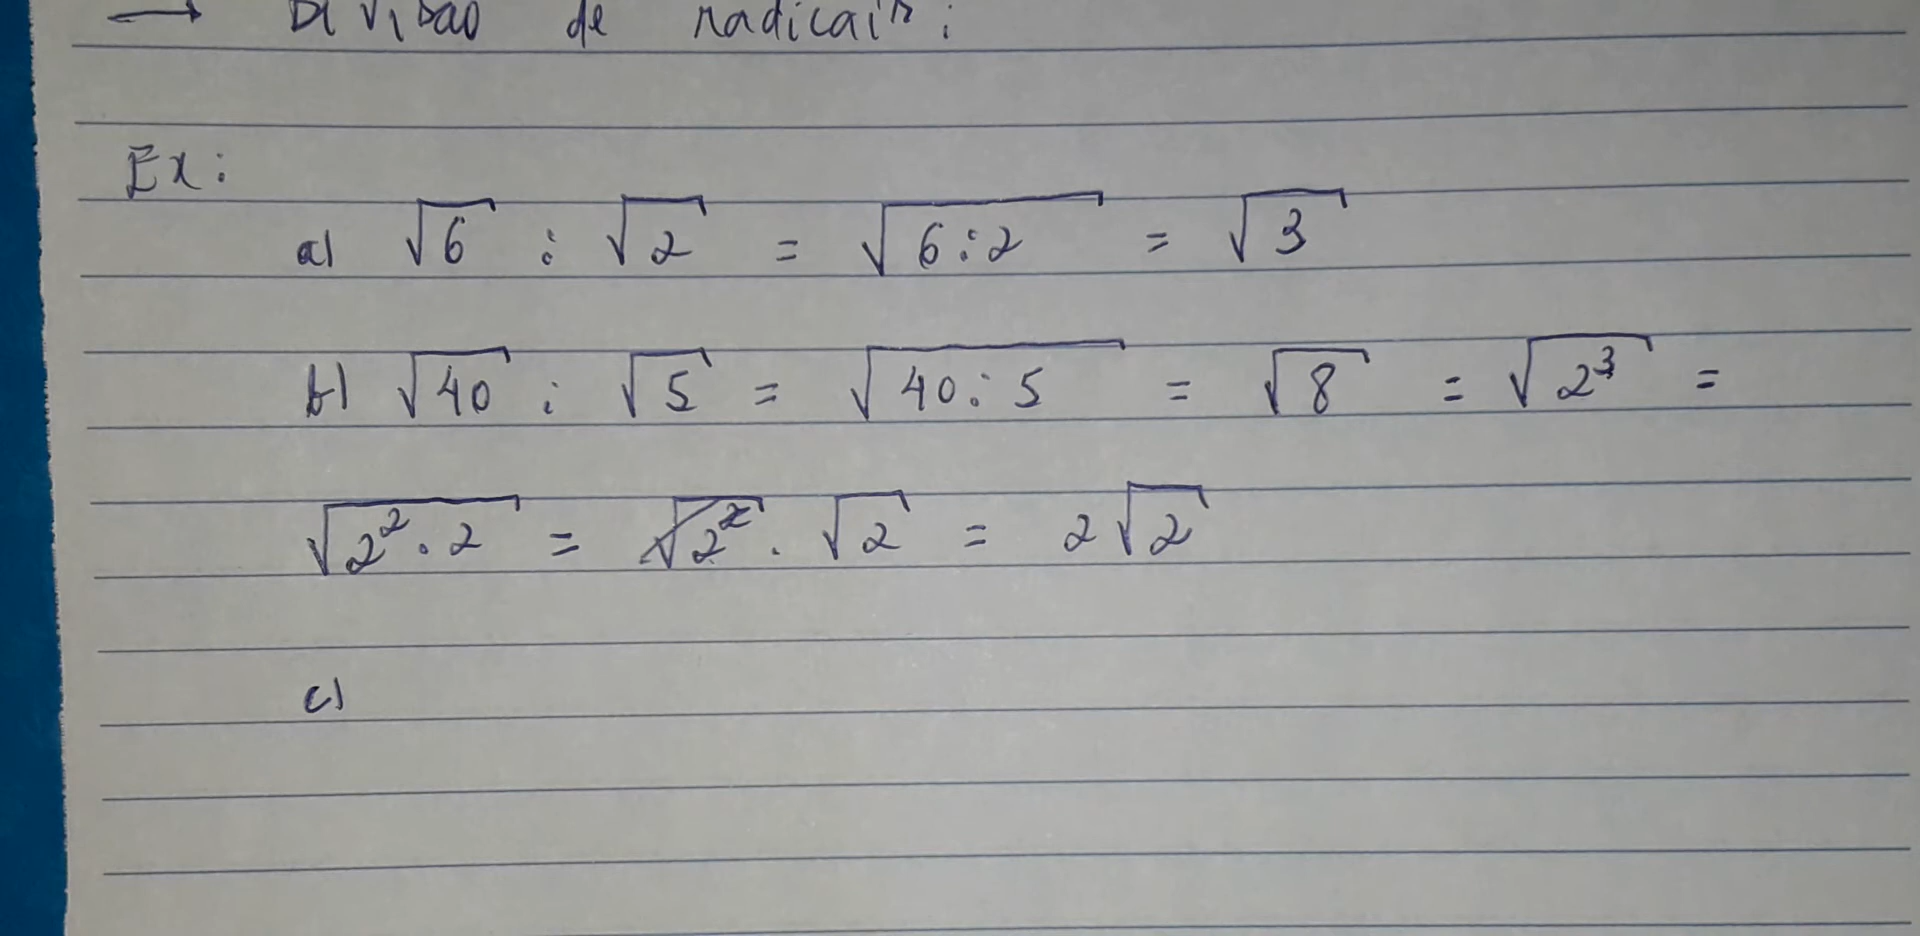 → Divisão de radicais:
Ex:
a) √6 : √2 = √6:2 = √3
b) √40 : √5 = √40:5 = √8 = √2³ =
√2²·2 = √2² · √2 = 2√2
c)